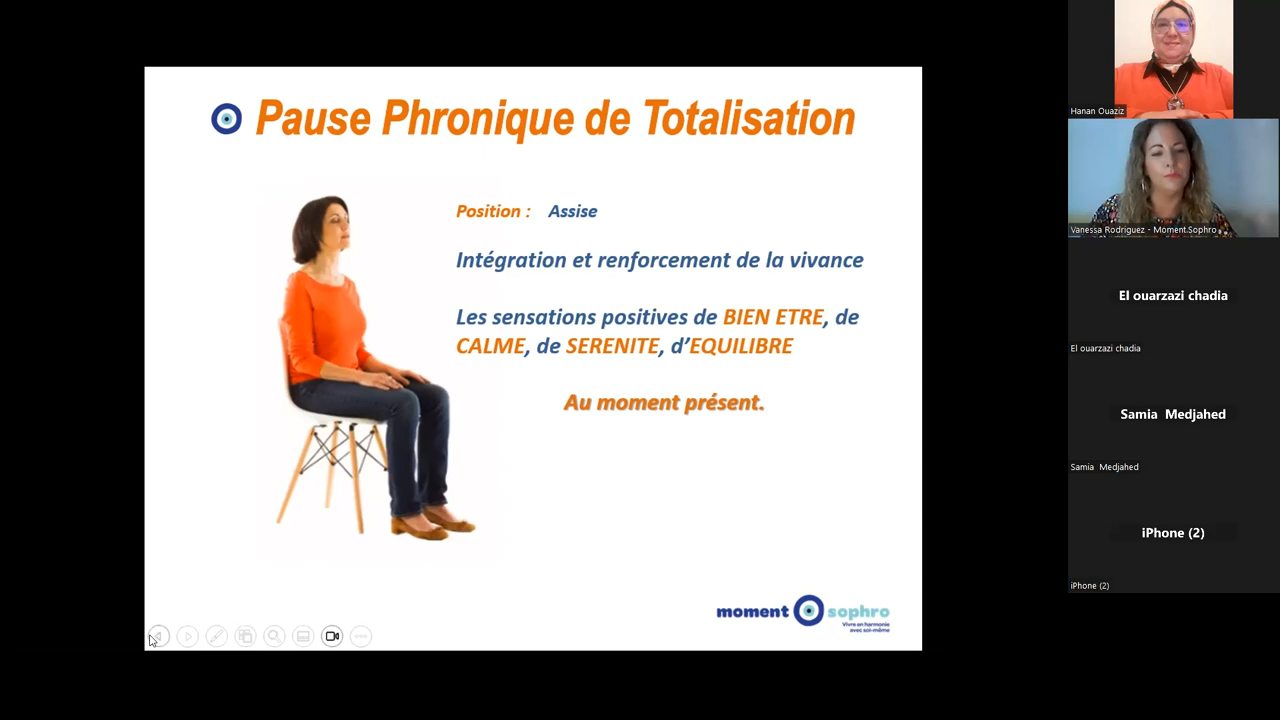 Pause Phronique de Totalisation
Position : Assise
Intégration et renforcement de la vivance
Les sensations positives de BIEN ETRE, de
CALME, de SERENITE, d’EQUILIBRE
Au moment présent.
moment sophro
Vivre en harmonie
avec soi-même
Hanan Ouaziz
Vanessa Rodriguez - Moment.Sophro
El ouarzazi chadia
El ouarzazi chadia
Samia Medjahed
Samia Medjahed
iPhone (2)
iPhone (2)